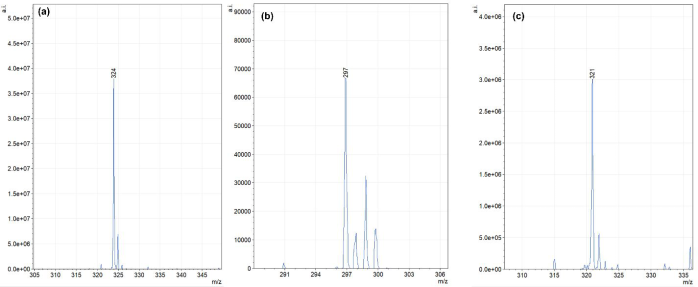 (a)
a.i.
5.0e+07
4.5e+07
4.0e+07
3.5e+07
3.0e+07
2.5e+07
2.0e+07
1.5e+07
1.0e+07
5.0e+06
0.0e+00
324
305 310 315 320 325 330 335 340 345
m/z
(b)
a.i.
90000
80000
70000
60000
50000
40000
30000
20000
10000
0
297
291 294 297 300 303 306
m/z
(c)
a.i.
4.0e+06
3.5e+06
3.0e+06
2.5e+06
2.0e+06
1.5e+06
1.0e+06
5.0e+05
0.0e+00
321
310 315 320 325 330 335
m/z